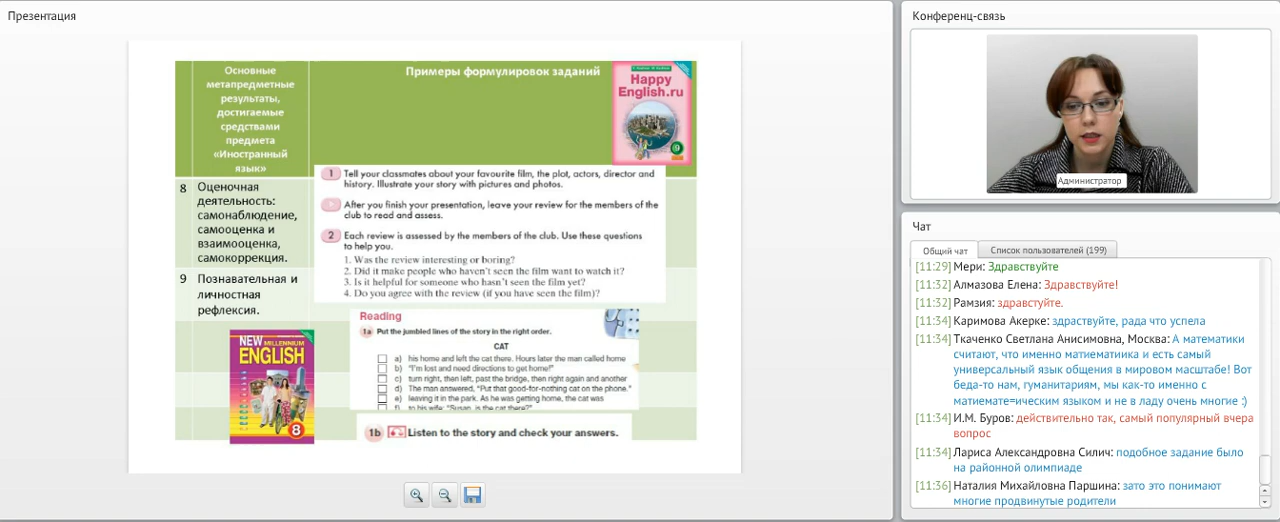 Презентация
Основные
метапредметные
результаты,
достигаемые
средствами
предмета
«Иностранный
язык»
Примеры формулировок заданий
Happy
English.ru
9
8 Оценочная
деятельность:
самонаблюдение,
самооценка и
взаимооценка,
самокоррекция.
9 Познавательная и
личностная
рефлексия.
1 Tell your classmates about your favourite film, the plot, actors, director and
history. Illustrate your story with pictures and photos.
After you finish your presentation, leave your review for the members of the
club to read and assess.
2 Each review is assessed by the members of the club. Use these questions
to help you.
1. Was the review interesting or boring?
2. Did it make people who haven't seen the film want to watch it?
3. Is it helpful for someone who hasn't seen the film yet?
4. Do you agree with the review (if you have seen the film)?
NEW MILLENNIUM
ENGLISH
8
Reading
1a Put the jumbled lines of the story in the right order.
CAT
a) his home and left the cat there. Hours later the man called home
b) "I'm lost and need directions to get home!"
c) turn right, then left, past the bridge, then right again and another
d) The man answered, "Put that good-for-nothing cat on the phone."
e) leaving it in the park. As he was getting home, the cat was
f) to his wife: "Susan, is the cat there?"
1b Listen to the story and check your answers.
Конференц-связь
Администратор
Чат
Общий чат
Список пользователей (199)
[11:29] Мери: Здравствуйте
[11:32] Алмазова Елена: Здравствуйте!
[11:32] Рамзия: здравстуйте.
[11:34] Каримова Акерке: здраствуйте, рада что успела
[11:34] Ткаченко Светлана Анисимовна, Москва: А математики
считают, что именно матиематиика и есть самый
универсальный язык общения в мировом масштабе! Вот
беда-то нам, гуманитариям, мы как-то именно с
матиемате=ическим языком и не в ладу очень многие :)
[11:34] И.М. Буров: действительно так, самый популярный вчера
вопрос
[11:34] Лариса Александровна Силич: подобное задание было
на районной олимпиаде
[11:36] Наталия Михайловна Паршина: зато это понимают
многие продвинутые родители